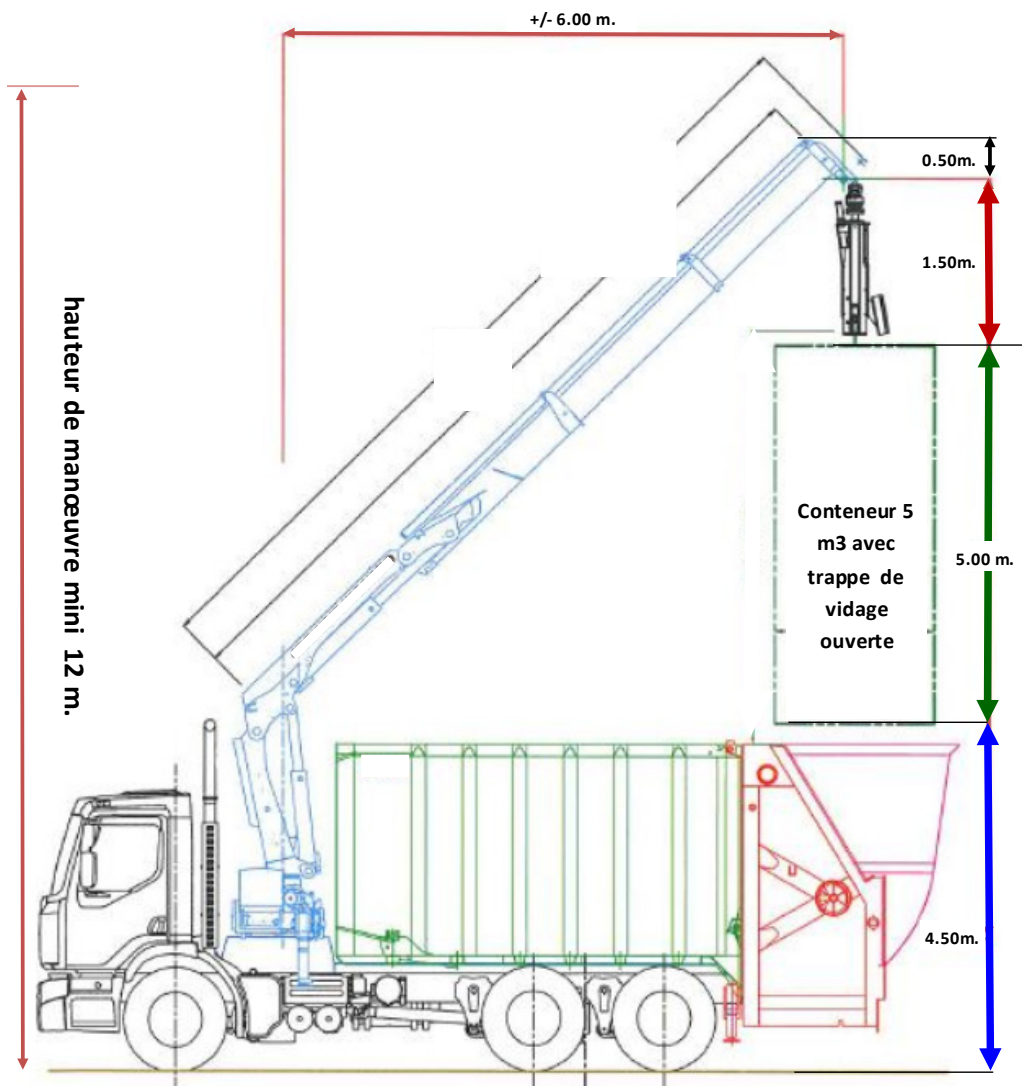 +/- 6.00 m.
0.50m.
1.50m.
hauteur de manœuvre mini 12 m.
Conteneur 5
m3 avec
trappe de
vidage
ouverte
5.00 m.
4.50m.